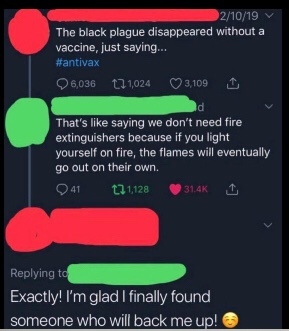 2/10/19
The black plague disappeared without a
vaccine, just saying...
#antivax
6,036 1,024 3,109
d
That's like saying we don't need fire
extinguishers because if you light
yourself on fire, the flames will eventually
go out on their own.
41 1,128 31.4K
Replying to
Exactly! I'm glad I finally found
someone who will back me up! ☺️